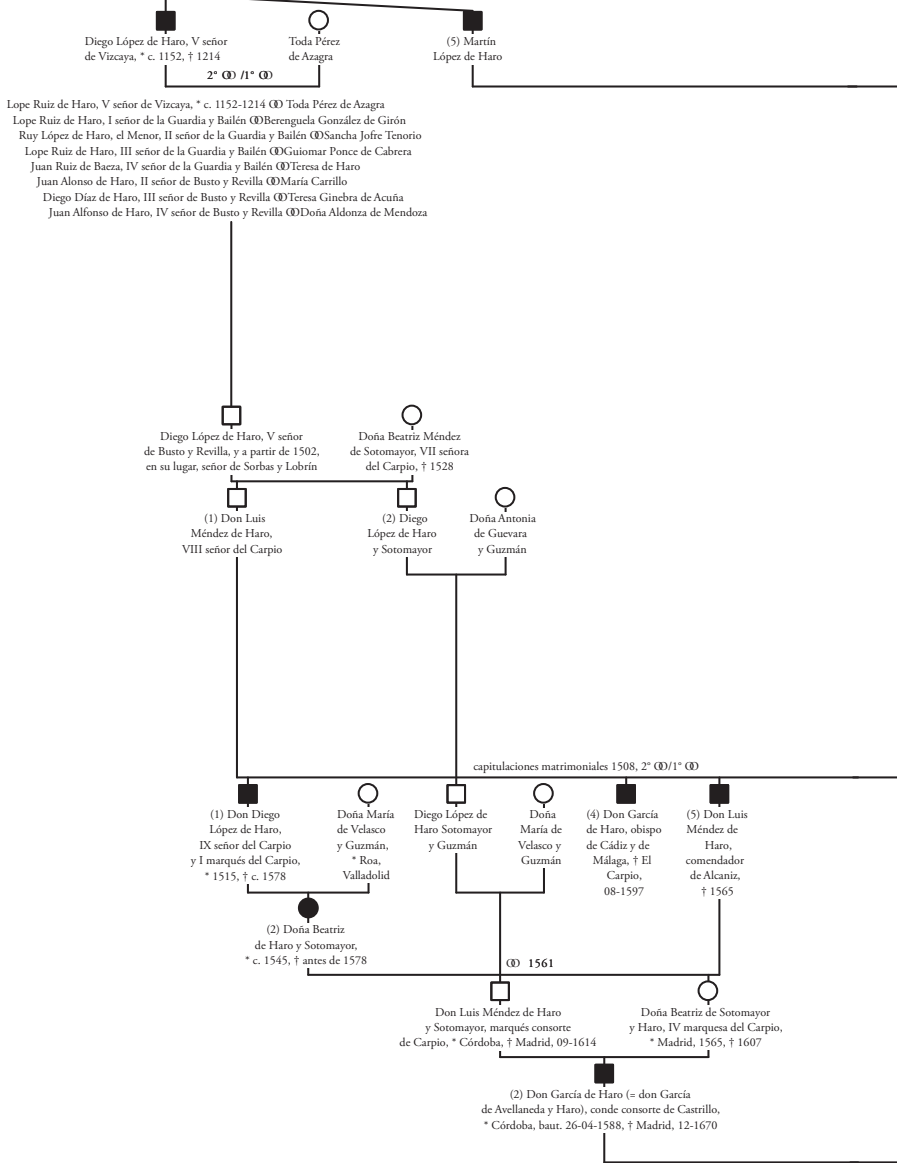 Diego López de Haro, V señor
de Vizcaya, * c. 1152, † 1214
Toda Pérez
de Azagra
(5) Martín
López de Haro
2° ꝎꝎ /1° ꝎꝎ
Lope Ruiz de Haro, V señor de Vizcaya, * c. 1152-1214 ꝎꝎ Toda Pérez de Azagra
Lope Ruiz de Haro, I señor de la Guardia y Bailén ꝎꝎBerenguela González de Girón
Ruy López de Haro, el Menor, II señor de la Guardia y Bailén ꝎꝎSancha Jofre Tenorio
Lope Ruiz de Haro, III señor de la Guardia y Bailén ꝎꝎGuiomar Ponce de Cabrera
Juan Ruiz de Baeza, IV señor de la Guardia y Bailén ꝎꝎTeresa de Haro
Juan Alonso de Haro, II señor de Busto y Revilla ꝎꝎMaría Carrillo
Diego Díaz de Haro, III señor de Busto y Revilla ꝎꝎTeresa Ginebra de Acuña
Juan Alfonso de Haro, IV señor de Busto y Revilla ꝎꝎDoña Aldonza de Mendoza
Diego López de Haro, V señor
de Busto y Revilla, y a partir de 1502,
en su lugar, señor de Sorbas y Lobrín
Doña Beatriz Méndez
de Sotomayor, VII señora
del Carpio, † 1528
(1) Don Luis
Méndez de Haro,
VIII señor del Carpio
(2) Diego
López de Haro
y Sotomayor
Doña Antonia
de Guevara
y Guzmán
capitulaciones matrimoniales 1508, 2° ꝎꝎ/1° ꝎꝎ
(1) Don Diego
López de Haro,
IX señor del Carpio
y I marqués del Carpio,
* 1515, † c. 1578
Doña María
de Velasco
y Guzmán,
* Roa,
Valladolid
Diego López de
Haro Sotomayor
y Guzmán
Doña
María de
Velasco y
Guzmán
(4) Don García
de Haro, obispo
de Cádiz y de
Málaga, † El
Carpio,
08-1597
(5) Don Luis
Méndez de
Haro,
comendador
de Alcaniz,
† 1565
(2) Doña Beatriz
de Haro y Sotomayor,
* c. 1545, † antes de 1578
ꝎꝎ 1561
Don Luis Méndez de Haro
y Sotomayor, marqués consorte
de Carpio, * Córdoba, † Madrid, 09-1614
Doña Beatriz de Sotomayor
y Haro, IV marquesa del Carpio,
* Madrid, 1565, † 1607
(2) Don García de Haro (= don García
de Avellaneda y Haro), conde consorte de Castrillo,
* Córdoba, baut. 26-04-1588, † Madrid, 12-1670